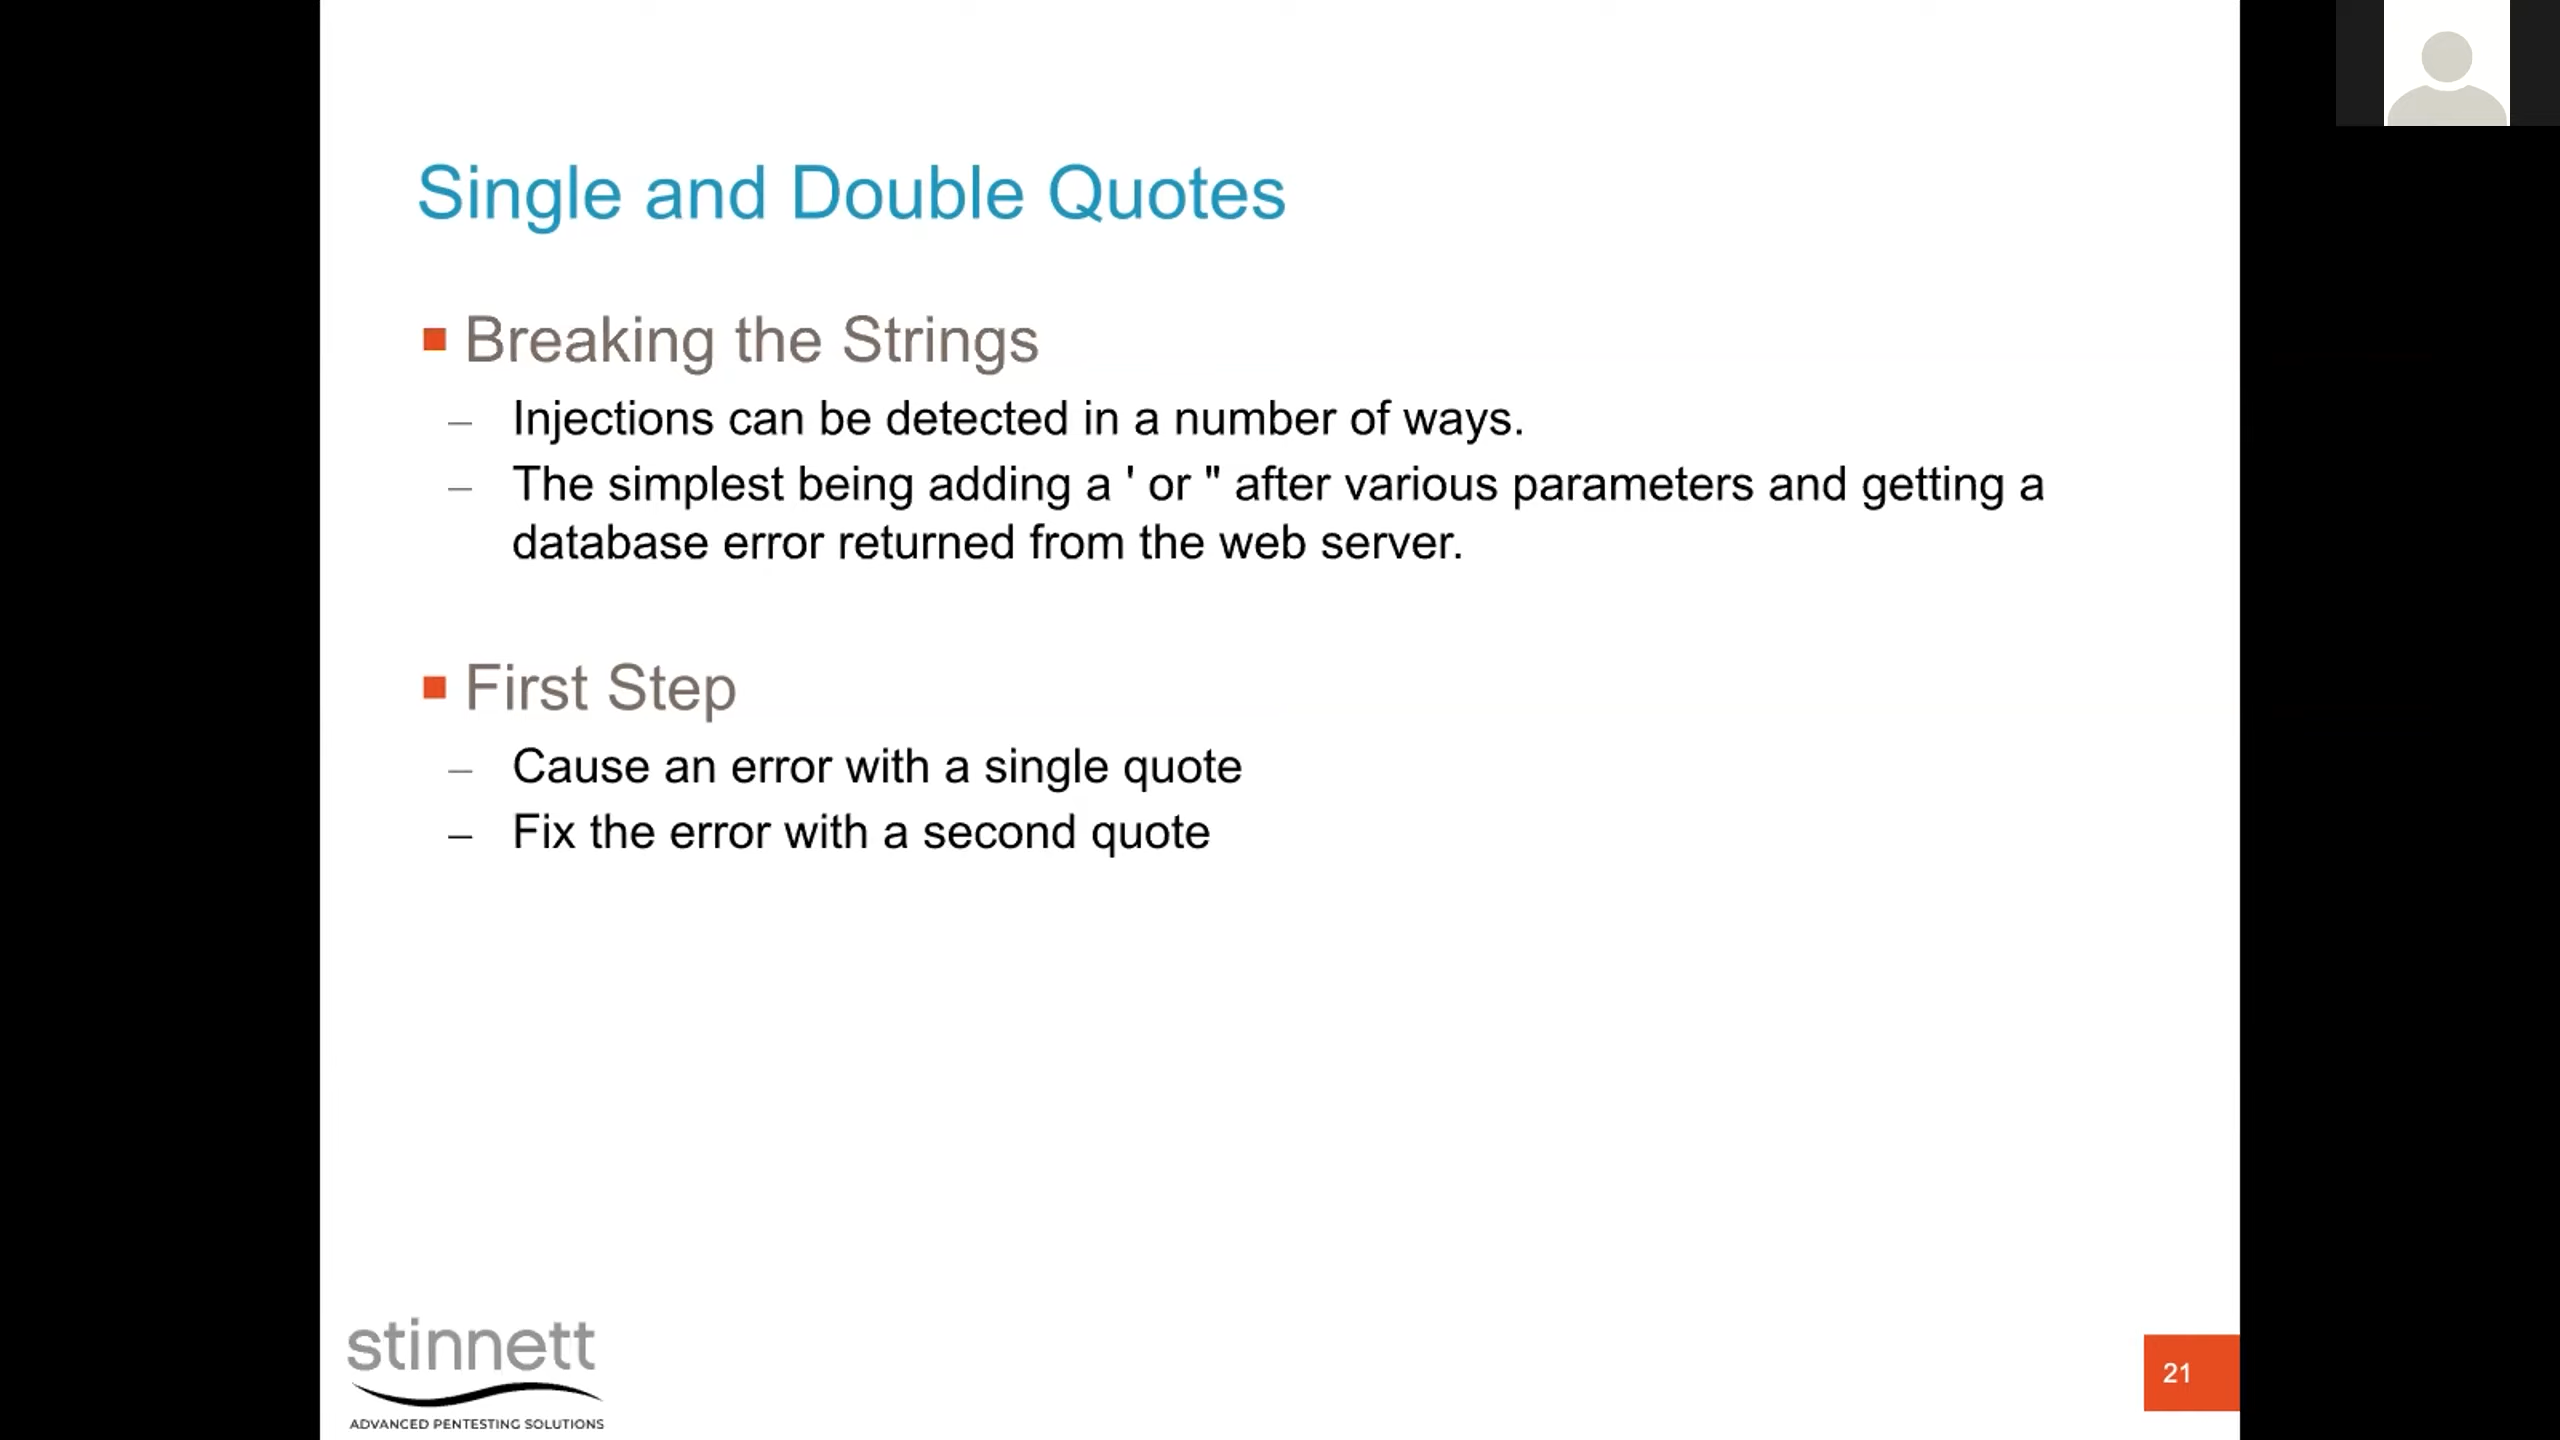 Single and Double Quotes
Breaking the Strings
– Injections can be detected in a number of ways.
– The simplest being adding a ' or " after various parameters and getting a
database error returned from the web server.
First Step
– Cause an error with a single quote
– Fix the error with a second quote
stinnett
ADVANCED PENTESTING SOLUTIONS
21